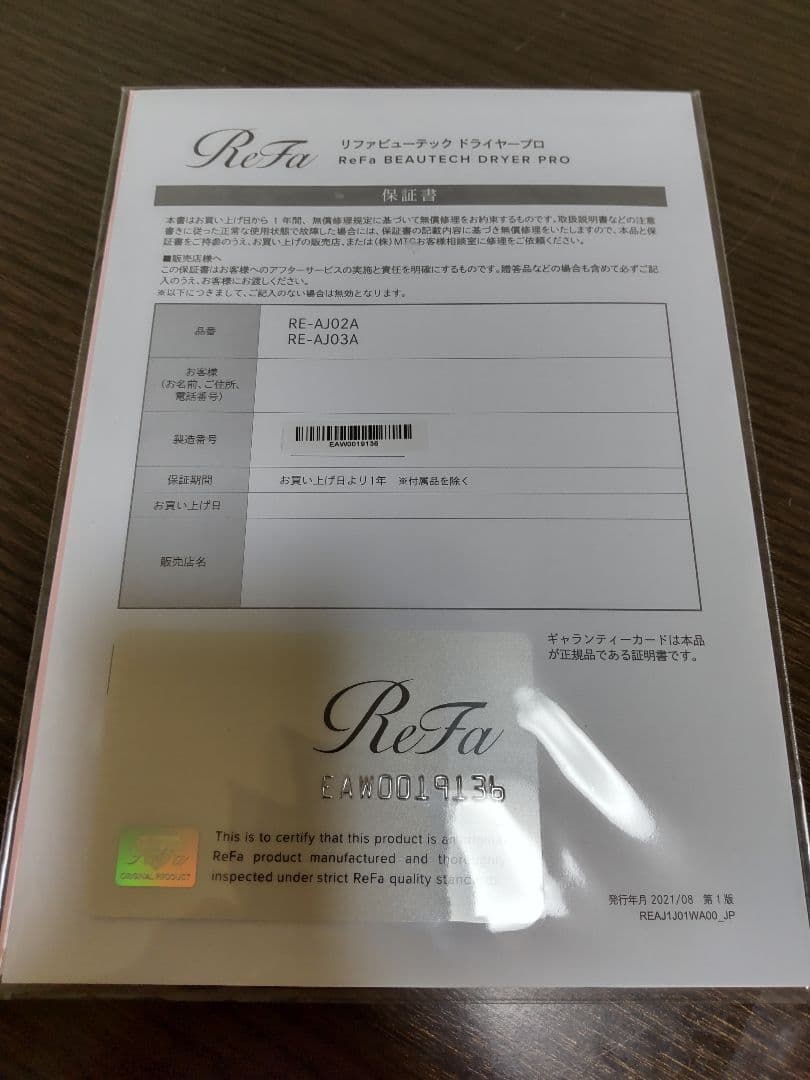 ReFa
リファビューテック ドライヤープロ
ReFa BEAUTECH DRYER PRO
保証書
本書はお買い上げ日から1年間、無償修理規定に基づいて無償修理をお約束するものです。取扱説明書などの注意
書きに従った正常な使用状態で故障した場合には、保証書の記載内容に基づき無償修理をいたしますので、本品と保
証書をご持参のうえ、お買い上げの販売店、または(株)MTGお客様相談室に修理をご依頼ください。
■販売店様へ
この保証書はお客様へのアフターサービスの実施と責任を明確にするものです。贈答品などの場合も含めて必ずご記
入のうえ、お客様にお渡しください。
※以下につきまして、ご記入のない場合は無効となります。
品番
RE-AJ02A
RE-AJ03A
お客様
(お名前、ご住所、
電話番号)
製造番号
EAW0019136
保証期間
お買い上げ日より1年 ※付属品を除く
お買い上げ日
販売店名
ギャランティーカードは本品
が正規品である証明書です。
ReFa
EAW0019136
ReFa
ORIGINAL PRODUCT
This is to certify that this product is an original
ReFa product manufactured and thoroughly
inspected under strict ReFa quality standards.
発行年月 2021/08 第1版
REAJ1J01WA00_JP